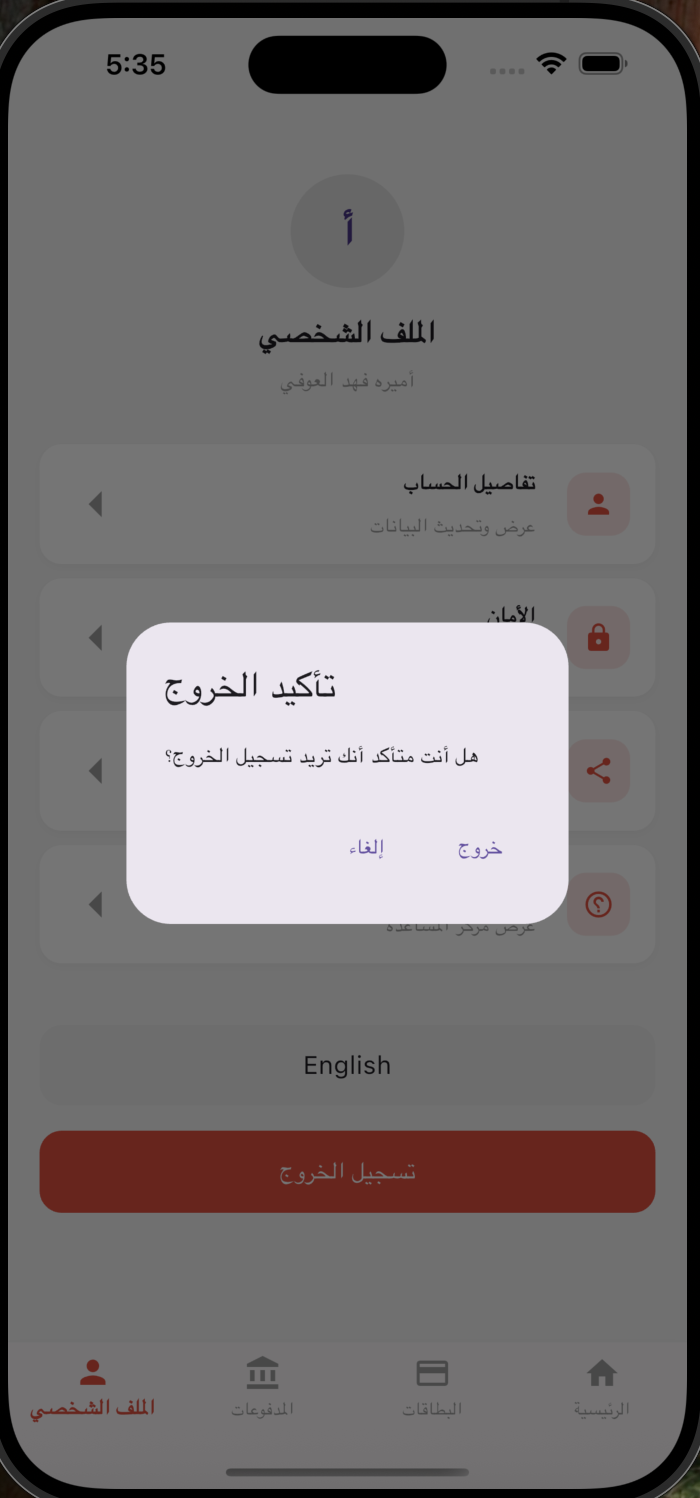 5:35
أ
الملف الشخصي
أميره فهد العوفي
تفاصيل الحساب
عرض وتحديث البيانات
الأمان
تأكيد الخروج
هل أنت متأكد أنك تريد تسجيل الخروج؟
خروج
إلغاء
عرض مركز المساعدة
English
تسجيل الخروج
الرئيسية
البطاقات
المدفوعات
الملف الشخصي